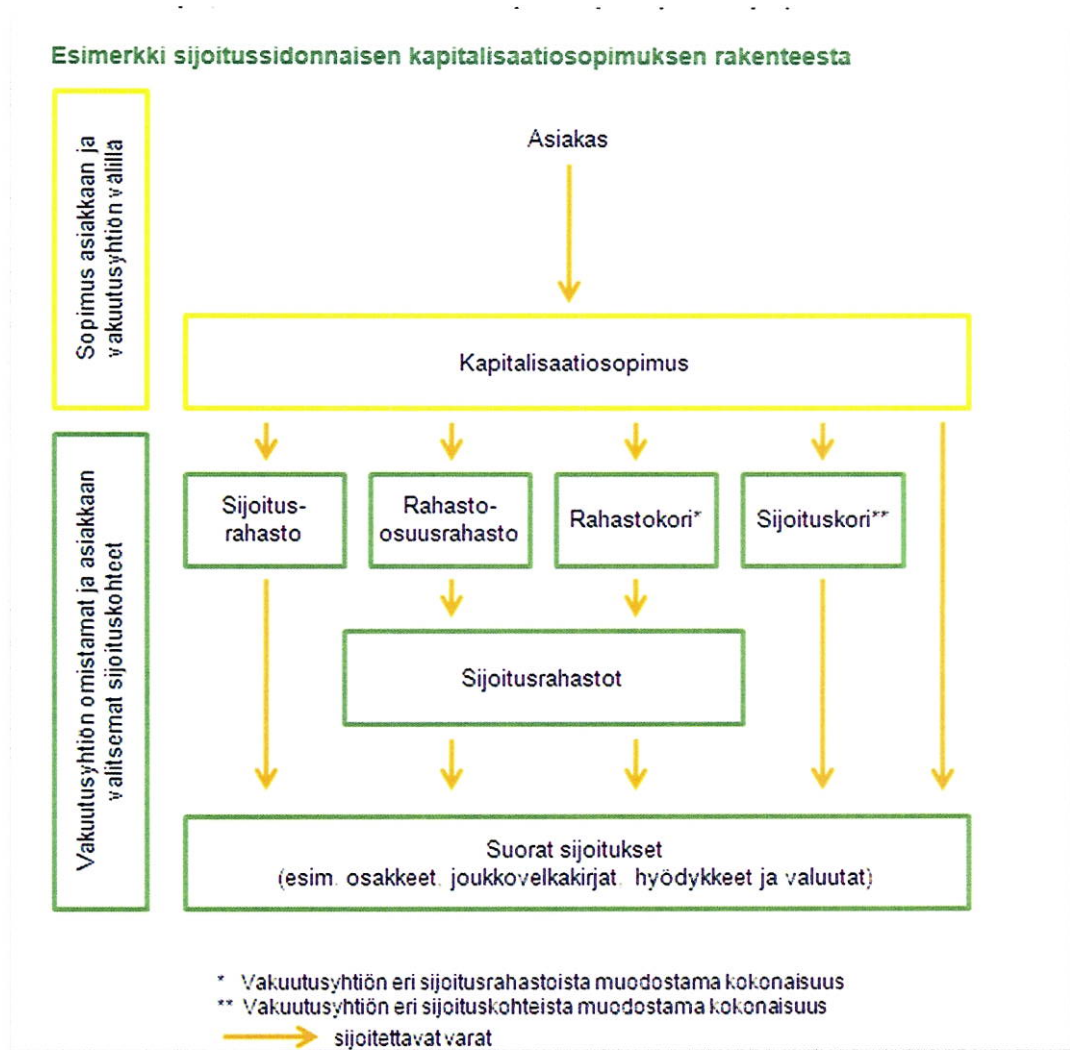 Esimerkki sijoitussidonnaisen kapitalisaatiosopimuksen rakenteesta
Sopimus asiakkaan ja
vakuutusyhtiön välillä
Asiakas
Kapitalisaatiosopimus
Vakuutusyhtiön omistamat ja asiakkaan
valitsemat sijoituskohteet
Sijoitus-
rahasto
Rahasto-
osuusrahasto
Rahastokori*
Sijoituskori**
Sijoitusrahastot
Suorat sijoitukset
(esim. osakkeet, joukkovelkakirjat, hyödykkeet ja valuutat)
* Vakuutusyhtiön eri sijoitusrahastoista muodostama kokonaisuus
** Vakuutusyhtiön eri sijoituskohteista muodostama kokonaisuus
sijoitettavat varat